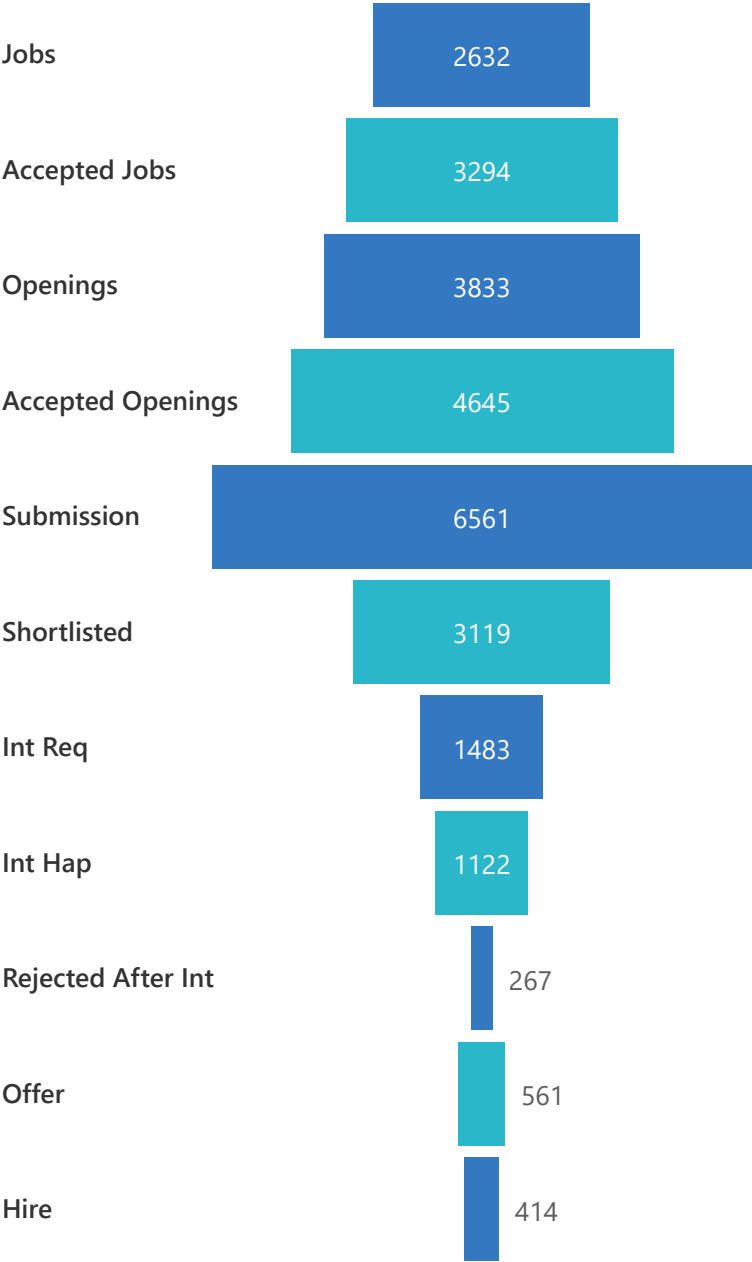 Jobs 2632
Accepted Jobs 3294
Openings 3833
Accepted Openings 4645
Submission 6561
Shortlisted 3119
Int Req 1483
Int Hap 1122
Rejected After Int 267
Offer 561
Hire 414